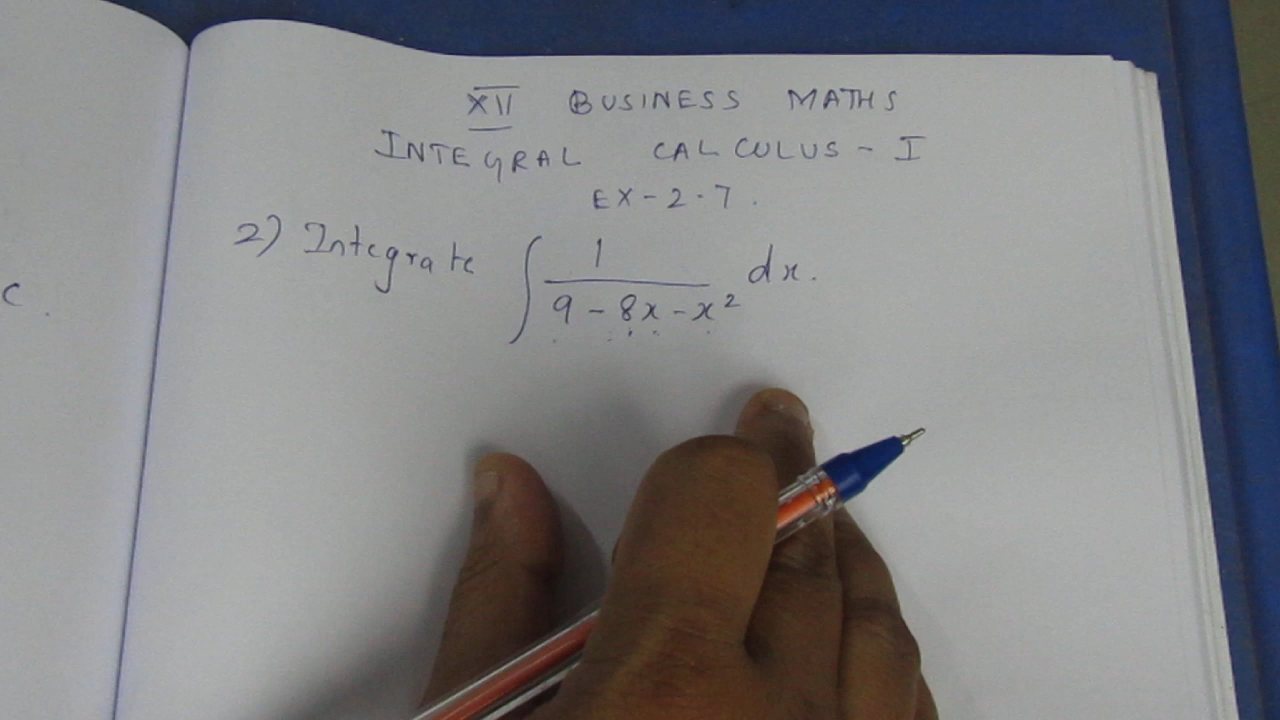 C.
XII BUSINESS MATHS
INTEGRAL CALCULUS - I
EX - 2.7.
2) Integrate ∫ 1/(9 - 8x - x²) dx.